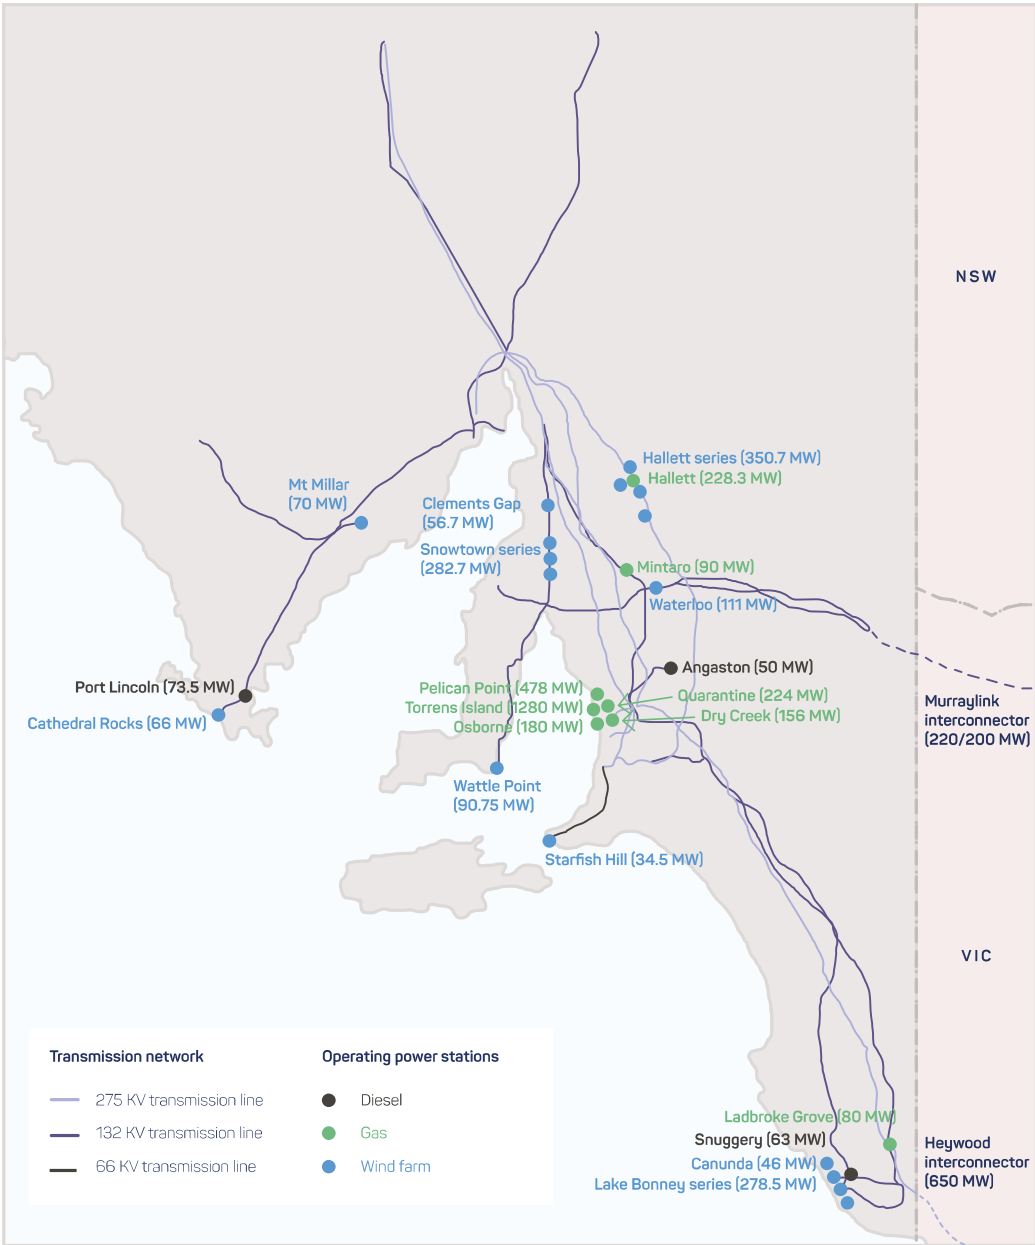 NSW
Hallett series (350.7 MW)
Hallett (228.3 MW)
Mt Millar
(70 MW)
Clements Gap
(56.7 MW)
Snowtown series
(282.7 MW)
Mintaro (90 MW)
Waterloo (111 MW)
Angaston (50 MW)
Port Lincoln (73.5 MW)
Cathedral Rocks (66 MW)
Pelican Point (478 MW)
Torrens Island (1280 MW)
Osborne (180 MW)
Quarantine (224 MW)
Dry Creek (156 MW)
Murraylink
interconnector
(220/200 MW)
Wattle Point
(90.75 MW)
Starfish Hill (34.5 MW)
VIC
Transmission network
275 KV transmission line
132 KV transmission line
66 KV transmission line
Operating power stations
Diesel
Gas
Wind farm
Ladbroke Grove (80 MW)
Snuggery (63 MW)
Canunda (46 MW)
Lake Bonney series (278.5 MW)
Heywood
interconnector
(650 MW)